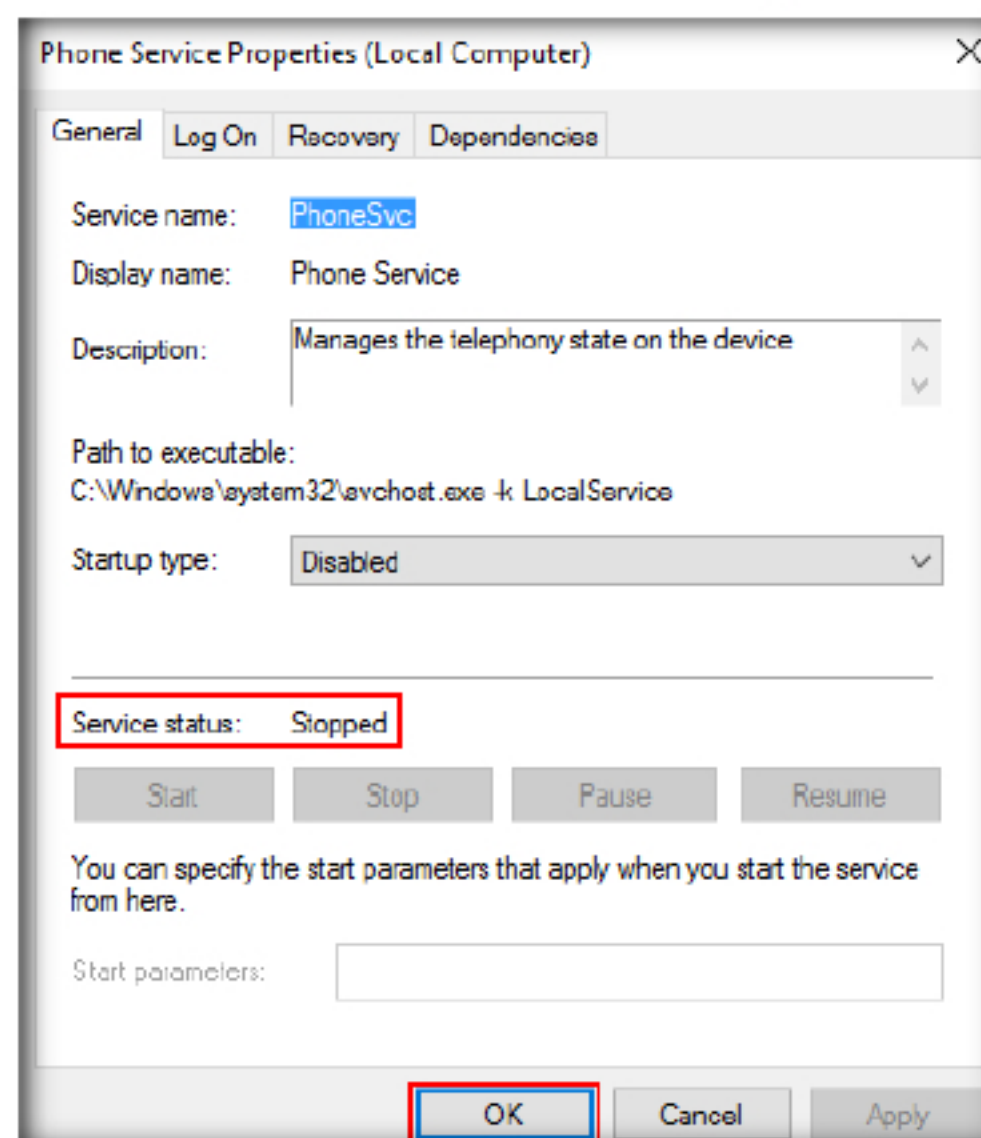 Phone Service Properties (Local Computer)
General Log On Recovery Dependencies
Service name: PhoneSvc
Display name: Phone Service
Description: Manages the telephony state on the device
Path to executable:
C:\Windows\system32\svchost.exe -k LocalService
Startup type: Disabled
Service status: Stopped
Start Stop Pause Resume
You can specify the start parameters that apply when you start the service
from here.
Start parameters:
OK Cancel Apply